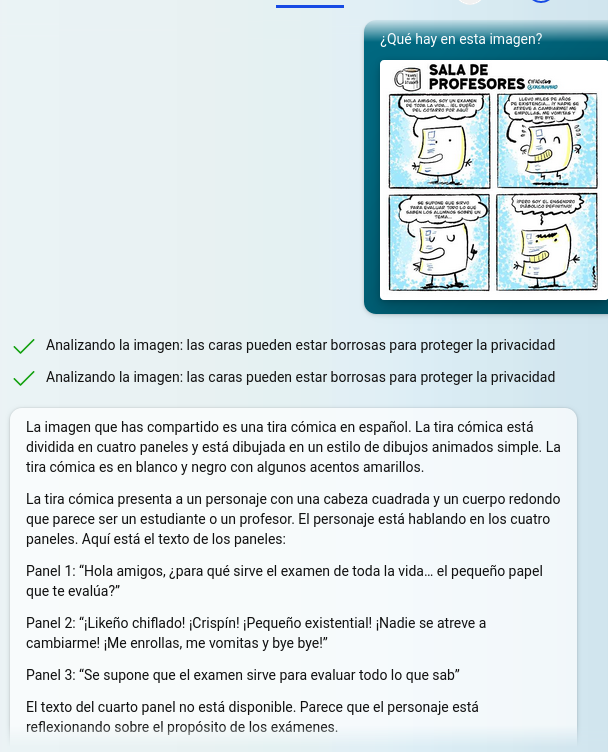 ¿Qué hay en esta imagen?
SALA DE
PROFESORES
HOLA AMIGOS, SOY UN EXAMEN
DE TODA LA VIDA... ¡EL DUEÑO
DEL COTARRO POR AQUÍ!
LLEVO MILES DE AÑOS
DE EXISTENCIA... ¡Y NADIE SE
ATREVE A CAMBIARME! ME
EMPOLLAS, ME VOMITAS Y
BYE BYE.
SE SUPONE QUE SIRVO
PARA EVALUAR TODO LO QUE
SABEN LOS ALUMNOS SOBRE UN
TEMA...
¡PERO SOY EL ENGENDRO
DIABÓLICO DEFINITIVO!
Analizando la imagen: las caras pueden estar borrosas para proteger la privacidad
Analizando la imagen: las caras pueden estar borrosas para proteger la privacidad
La imagen que has compartido es una tira cómica en español. La tira cómica está
dividida en cuatro paneles y está dibujada en un estilo de dibujos animados simple. La
tira cómica es en blanco y negro con algunos acentos amarillos.
La tira cómica presenta a un personaje con una cabeza cuadrada y un cuerpo redondo
que parece ser un estudiante o un profesor. El personaje está hablando en los cuatro
paneles. Aquí está el texto de los paneles:
Panel 1: “Hola amigos, ¿para qué sirve el examen de toda la vida… el pequeño papel
que te evalúa?”
Panel 2: “¡Likeño chiflado! ¡Crispín! ¡Pequeño existential! ¡Nadie se atreve a
cambiarme! ¡Me enrollas, me vomitas y bye bye!”
Panel 3: “Se supone que el examen sirve para evaluar todo lo que sab”
El texto del cuarto panel no está disponible. Parece que el personaje está
reflexionando sobre el propósito de los exámenes.